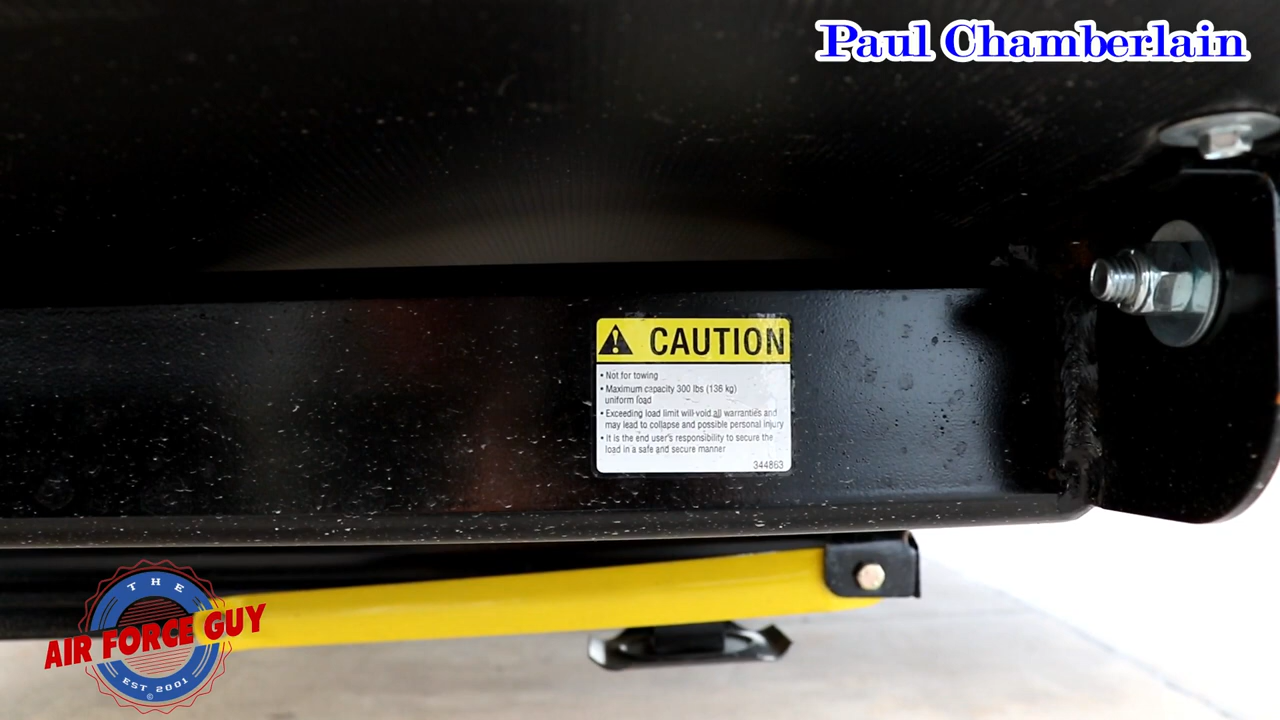 Paul Chamberlain
CAUTION
• Not for towing
• Maximum capacity 300 lbs (136 kg)
uniform load
• Exceeding load limit will void all warranties and
may lead to collapse and possible personal injury
• It is the end user's responsibility to secure the
load in a safe and secure manner
344863
THE
AIR FORCE GUY
EST 2001
©